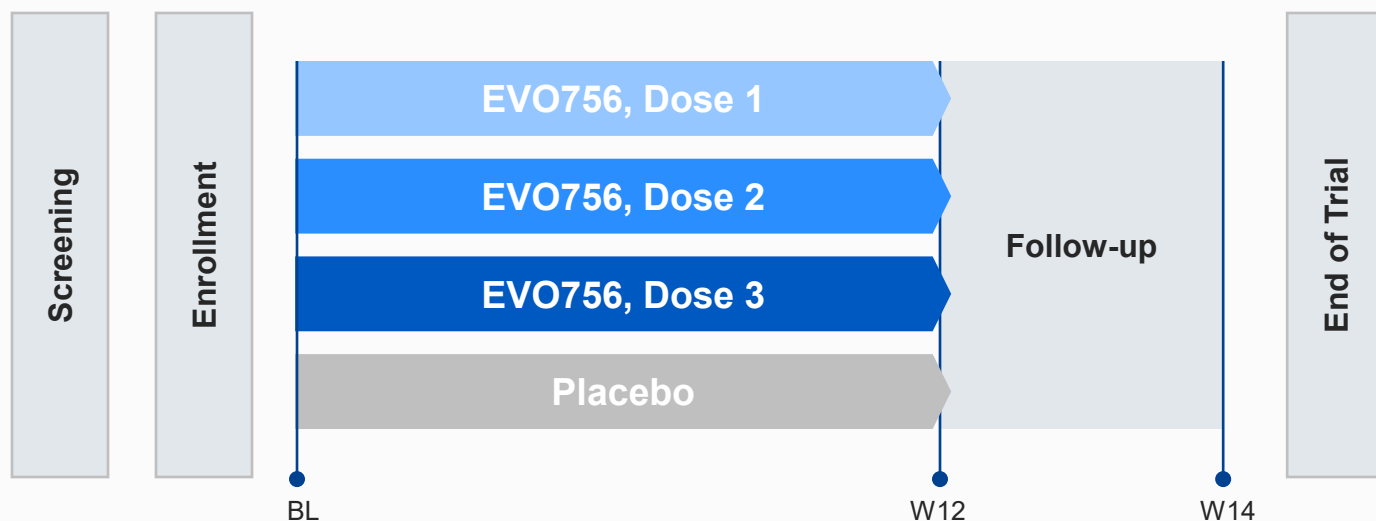 Screening
Enrollment
EVO756, Dose 1
EVO756, Dose 2
EVO756, Dose 3
Placebo
Follow-up
End of Trial
BL
W12
W14